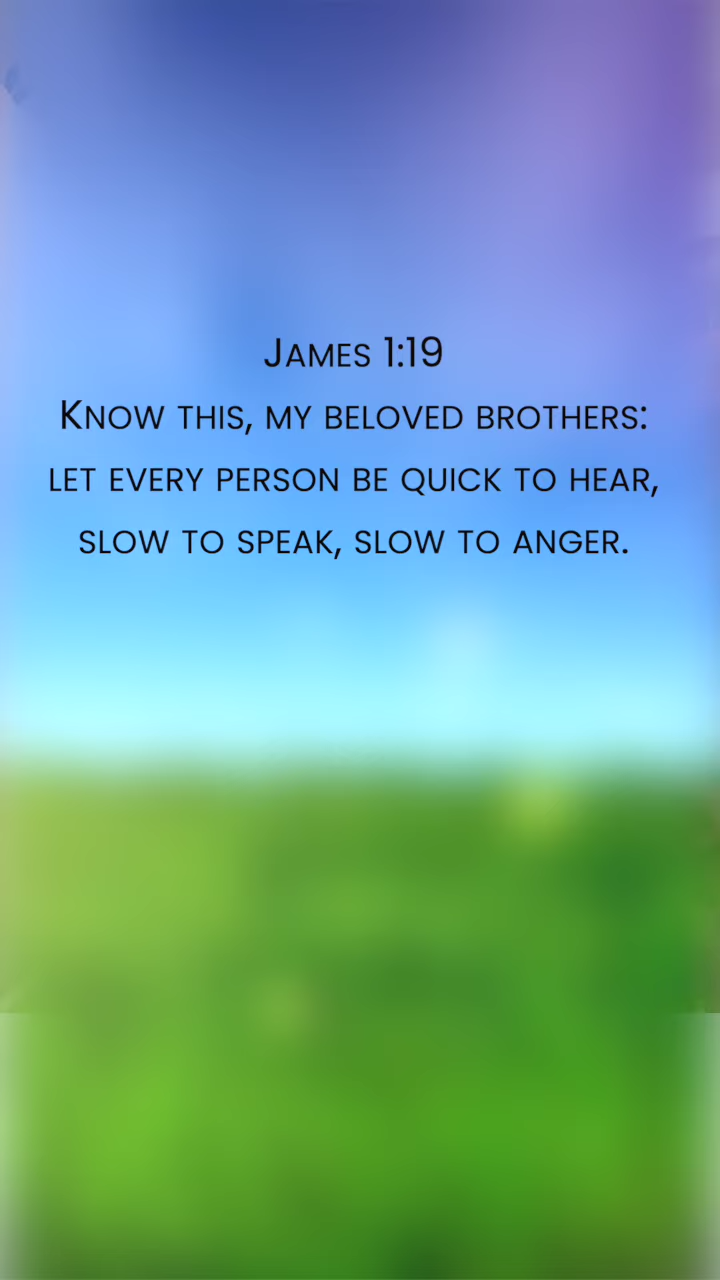 James 1:19
Know this, my beloved brothers:
let every person be quick to hear,
slow to speak, slow to anger.